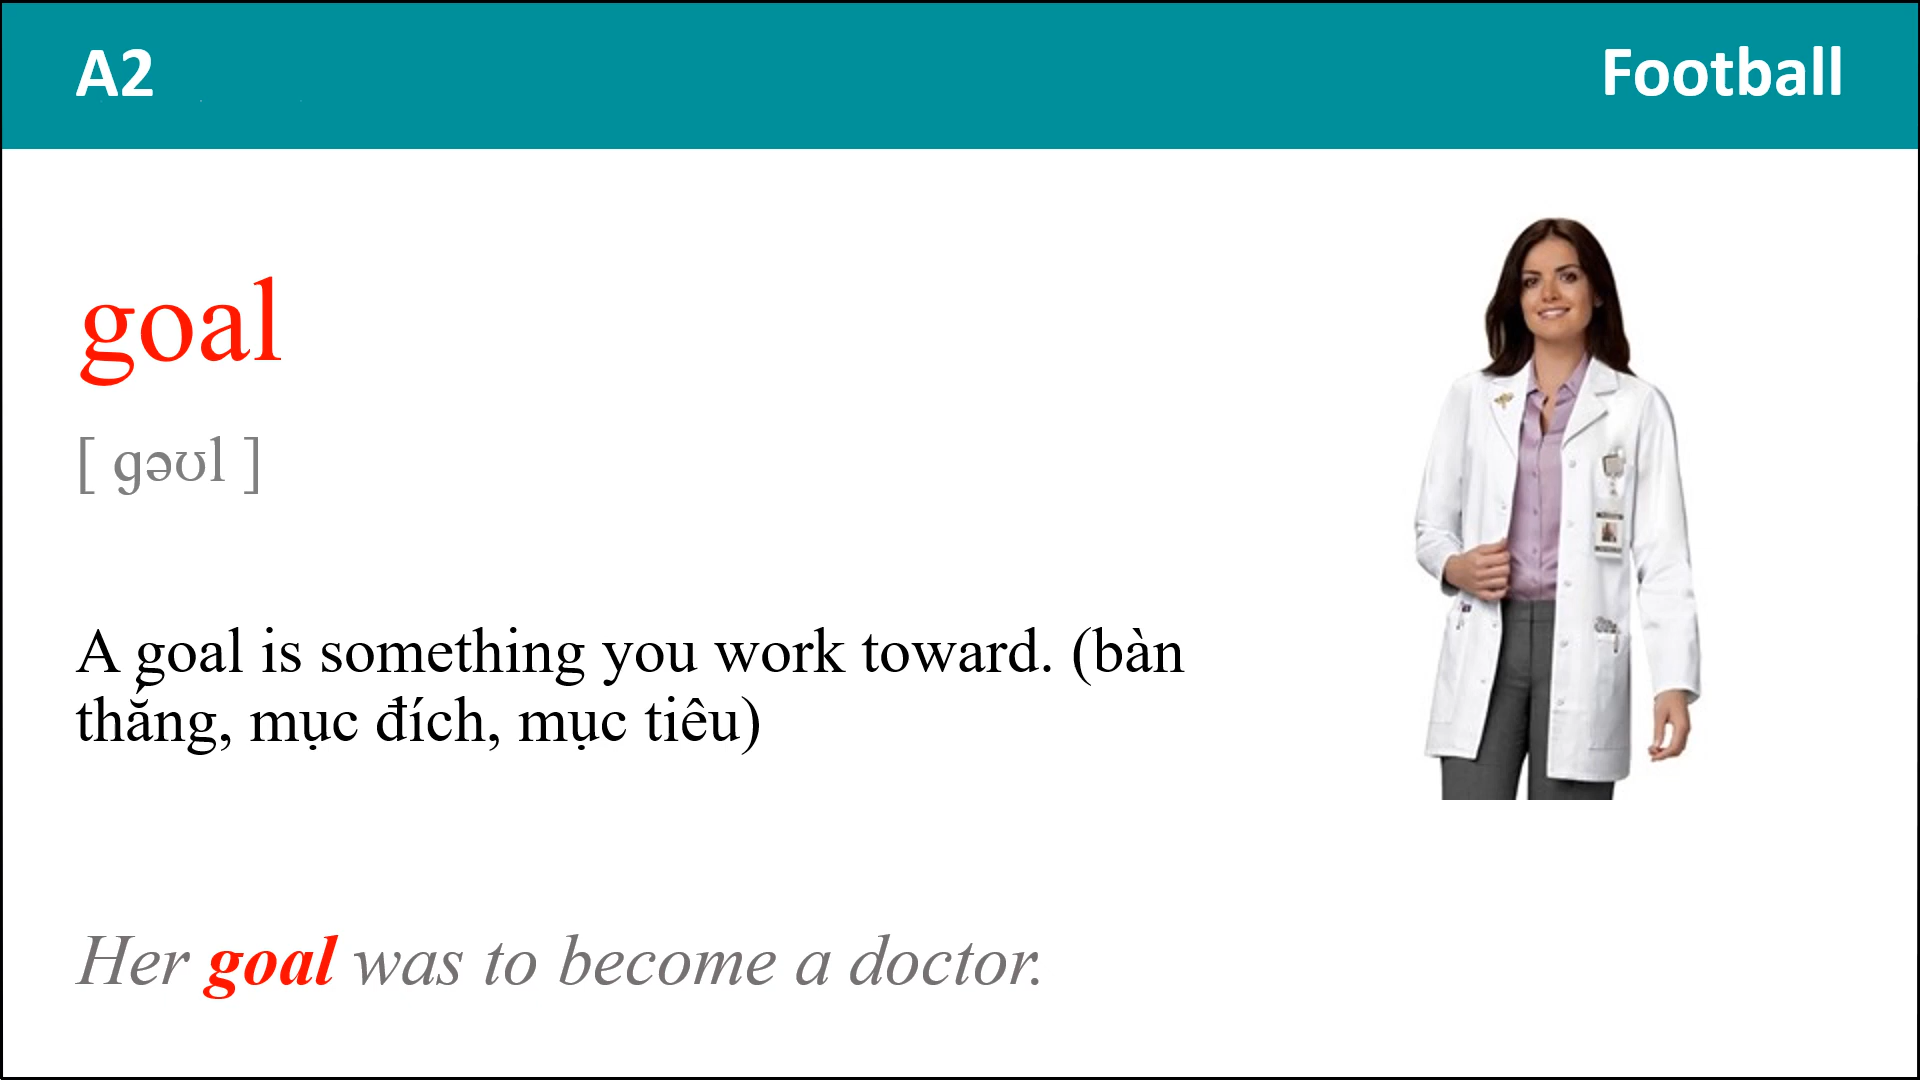 A2
Football
goal
[ ɡəʊl ]
A goal is something you work toward. (bàn
thắng, mục đích, mục tiêu)
Her goal was to become a doctor.